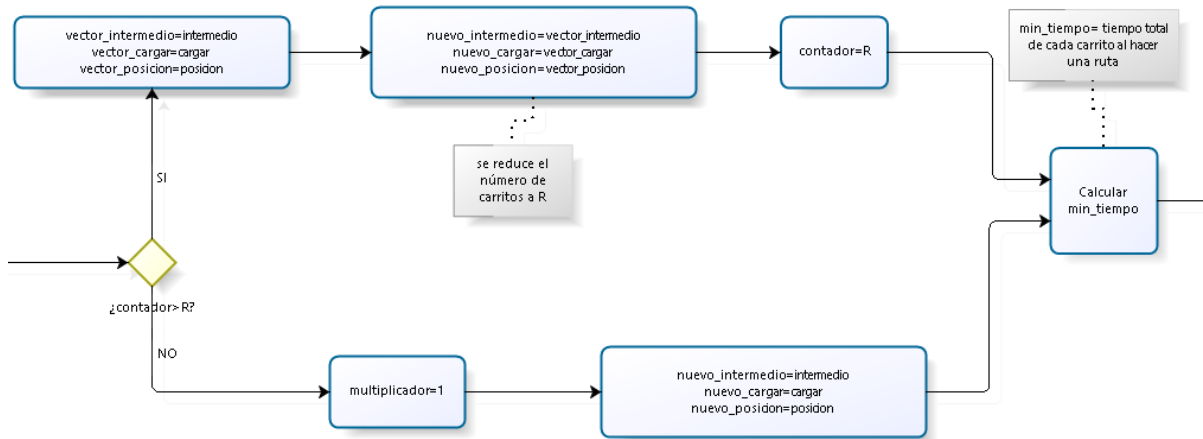 vector_intermedio=intermedio
vector_cargar=cargar
vector_posicion=posicion
nuevo_intermedio=vector_intermedio
nuevo_cargar=vector_cargar
nuevo_posicion=vector_posicion
contador=R
min_tiempo= tiempo total
de cada carrito al hacer
una ruta
se reduce el
número de
carritos a R
SI
Calcular
min_tiempo
¿contador>R?
NO
multiplicador=1
nuevo_intermedio=intermedio
nuevo_cargar=cargar
nuevo_posicion=posicion